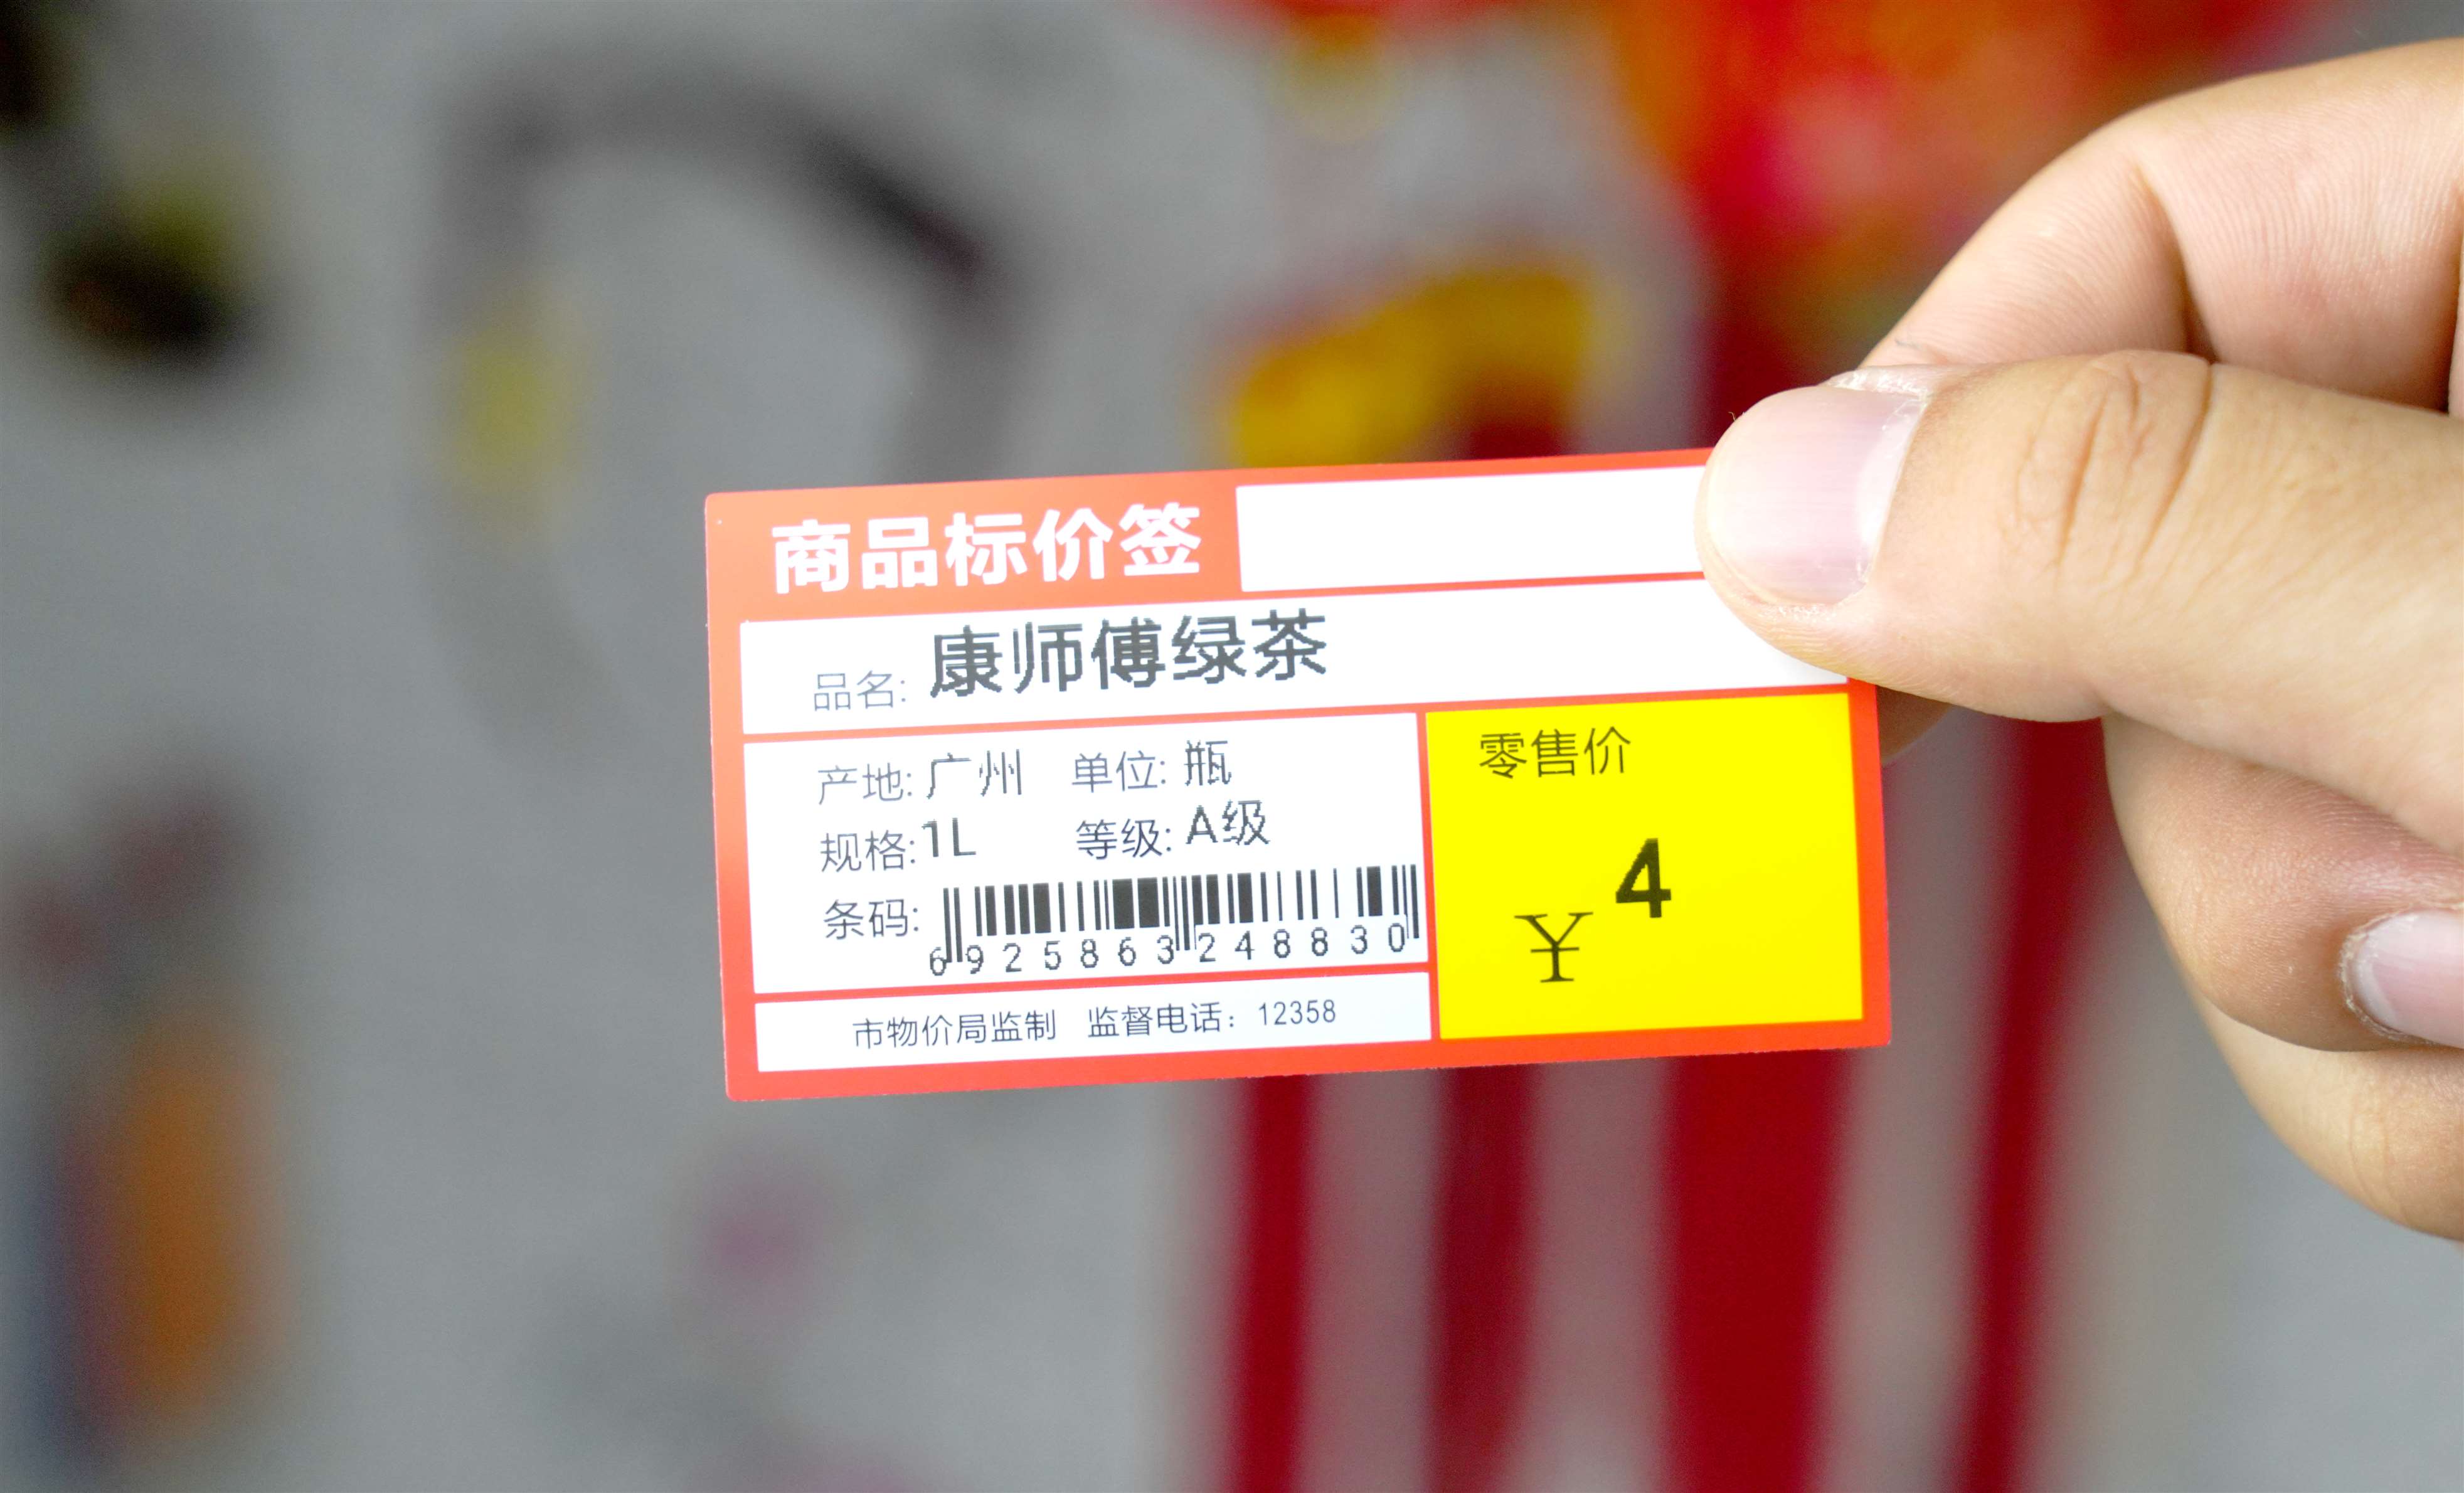 商品标价签
品名: 康师傅绿茶
产地: 广州 单位: 瓶
规格: 1L 等级: A级
条码:
6925863248830
零售价
¥ 4
市物价局监制 监督电话：12358